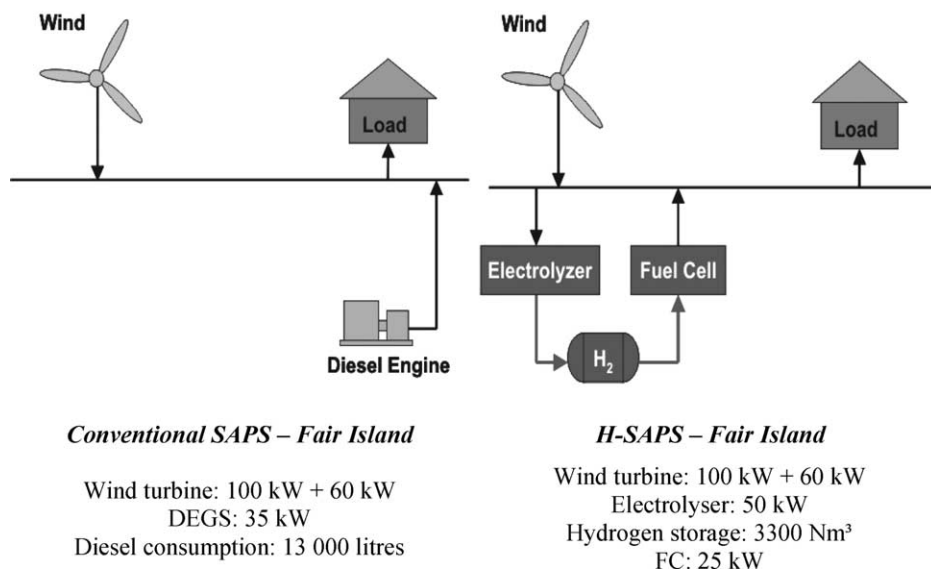 Wind
Load
Diesel Engine
Conventional SAPS – Fair Island
Wind turbine: 100 kW + 60 kW
DEGS: 35 kW
Diesel consumption: 13 000 litres
Wind
Load
Electrolyzer
Fuel Cell
H₂
H-SAPS – Fair Island
Wind turbine: 100 kW + 60 kW
Electrolyser: 50 kW
Hydrogen storage: 3300 Nm³
FC: 25 kW